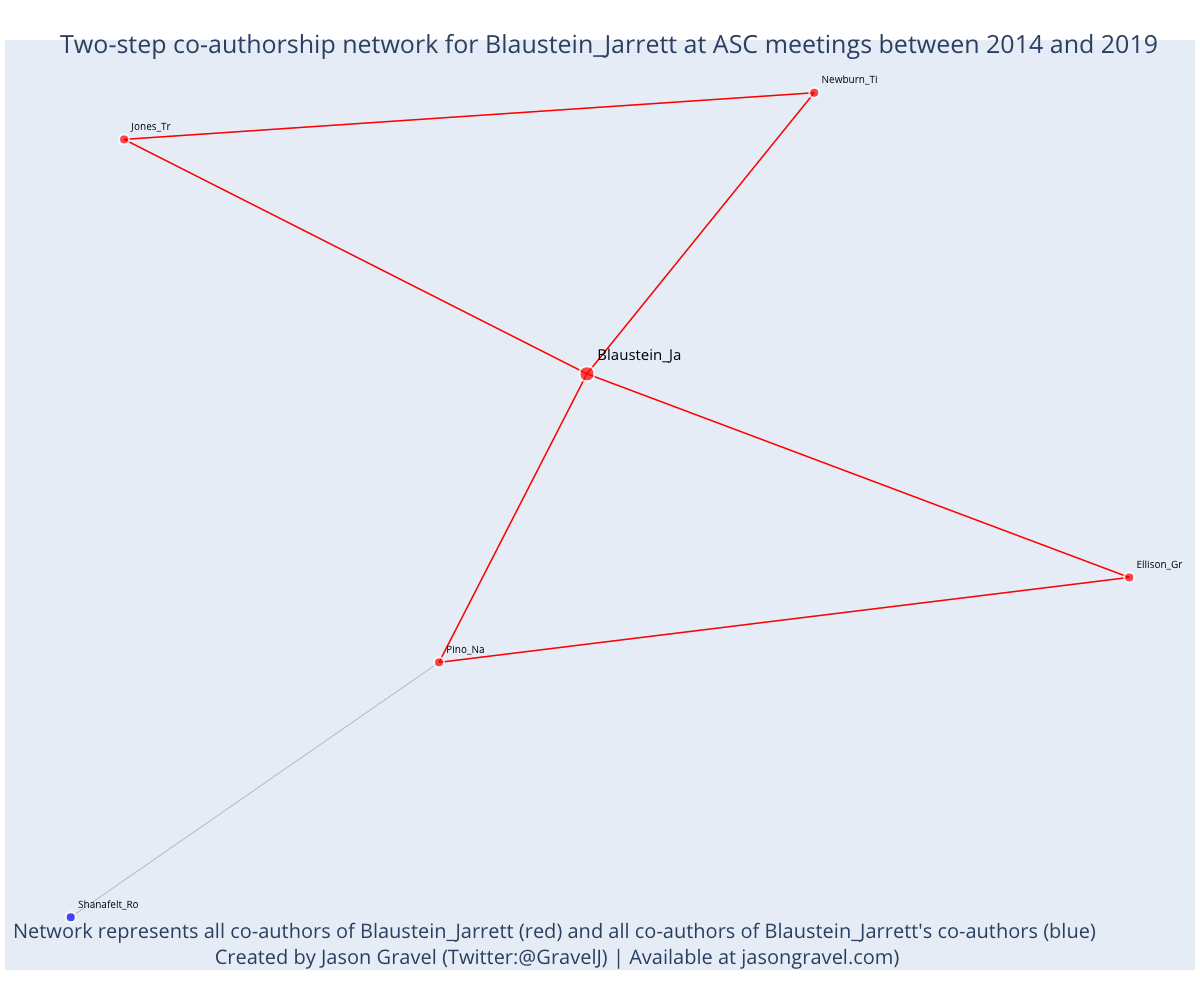 Two-step co-authorship network for Blaustein_Jarrett at ASC meetings between 2014 and 2019
Newburn_Ti
Jones_Tr
Blaustein_Ja
Ellison_Gr
Pino_Na
Shanafelt_Ro
Network represents all co-authors of Blaustein_Jarrett (red) and all co-authors of Blaustein_Jarrett's co-authors (blue)
Created by Jason Gravel (Twitter:@GravelJ) | Available at jasongravel.com)